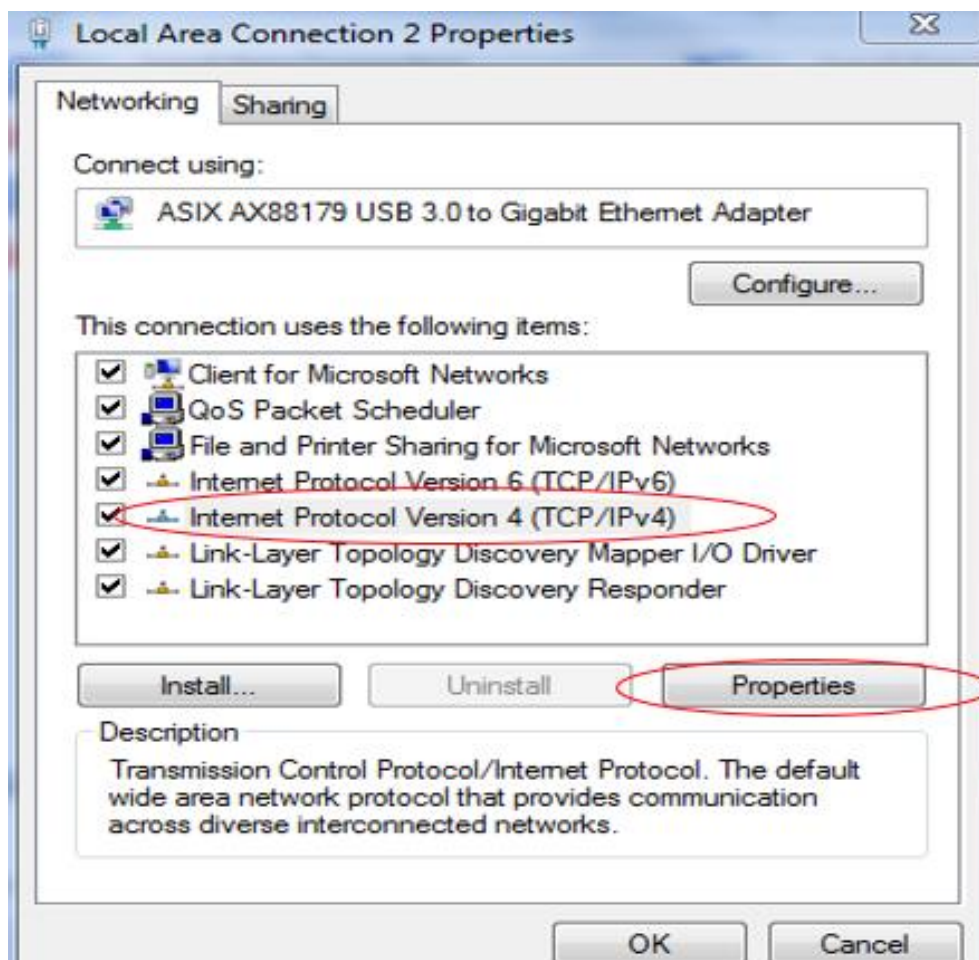 Local Area Connection 2 Properties
Networking
Sharing
Connect using:
ASIX AX88179 USB 3.0 to Gigabit Ethernet Adapter
Configure...
This connection uses the following items:
Client for Microsoft Networks
QoS Packet Scheduler
File and Printer Sharing for Microsoft Networks
Internet Protocol Version 6 (TCP/IPv6)
Internet Protocol Version 4 (TCP/IPv4)
Link-Layer Topology Discovery Mapper I/O Driver
Link-Layer Topology Discovery Responder
Install...
Uninstall
Properties
Description
Transmission Control Protocol/Internet Protocol. The default
wide area network protocol that provides communication
across diverse interconnected networks.
OK
Cancel